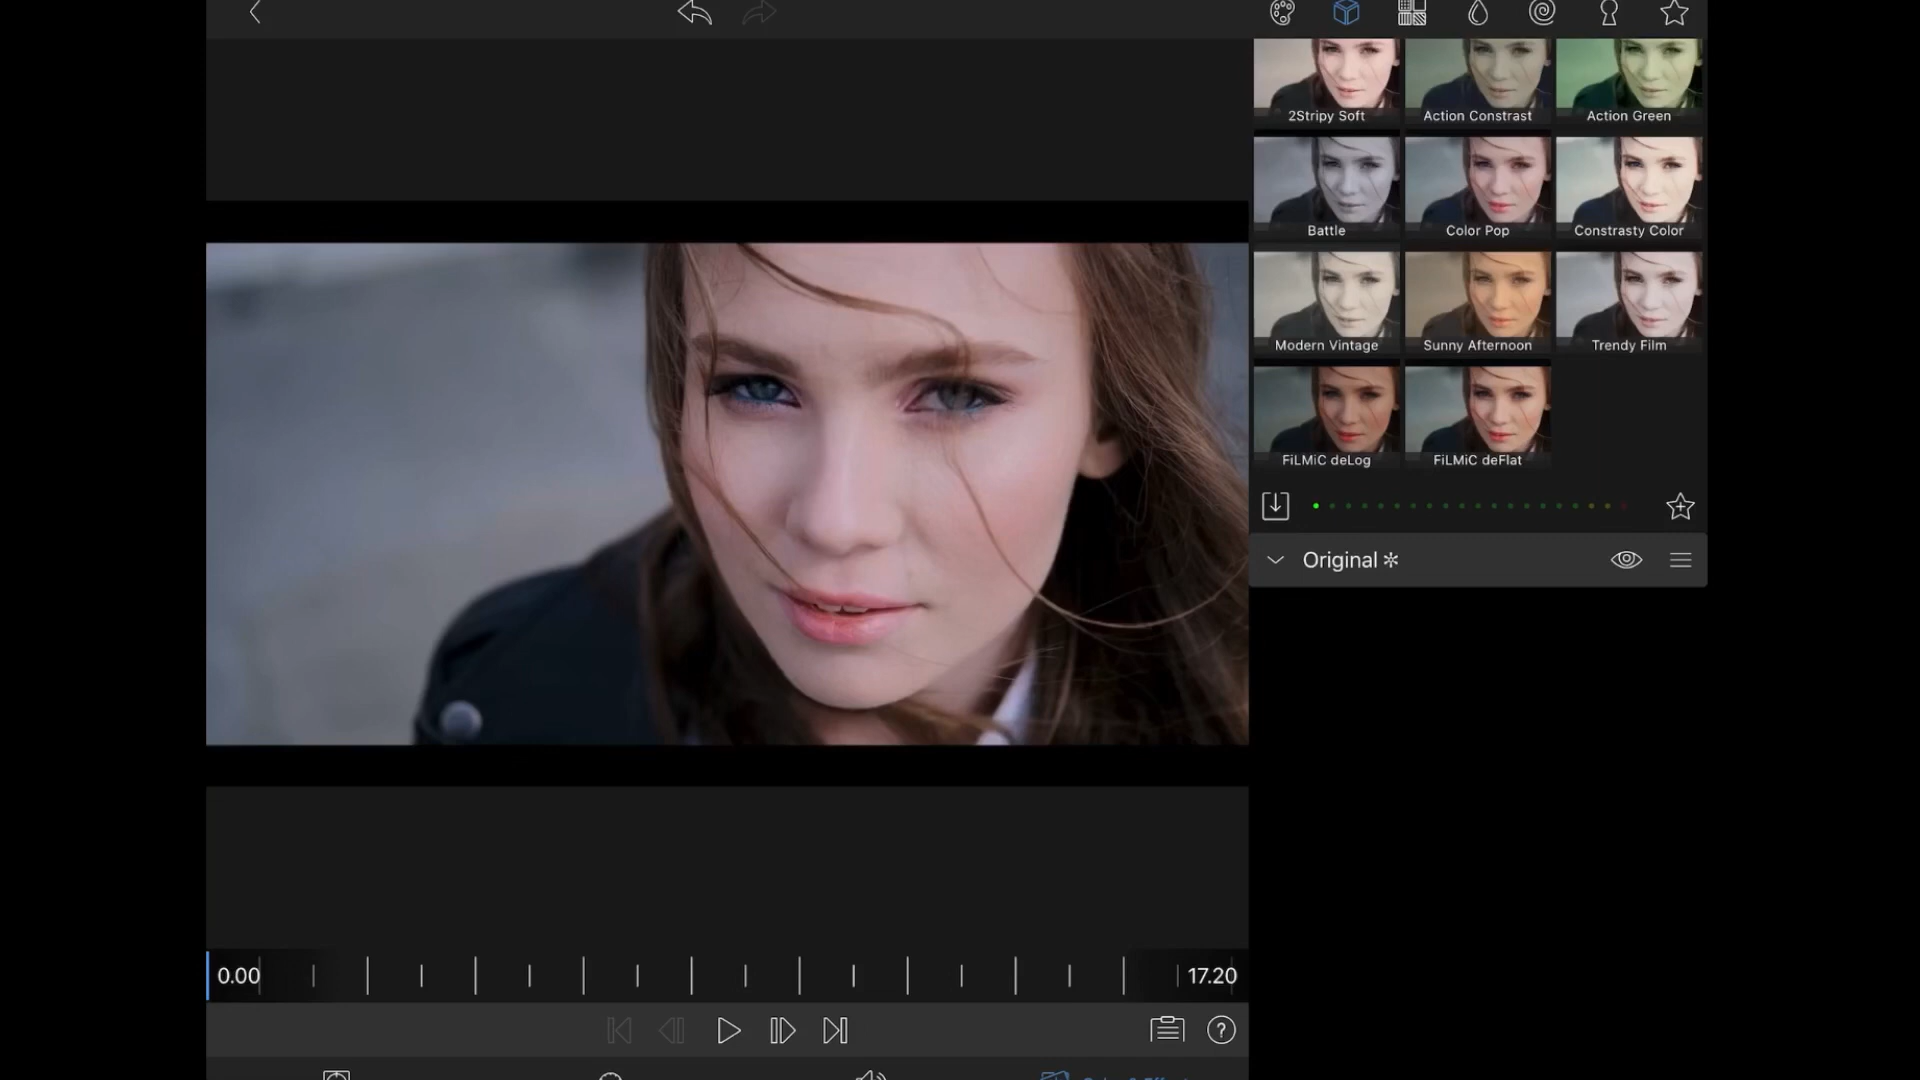 2Stripy Soft
Action Constrast
Action Green
Battle
Color Pop
Constrasty Color
Modern Vintage
Sunny Afternoon
Trendy Film
FiLMiC deLog
FiLMiC deFlat
Original ✻
0.00
17.20
?